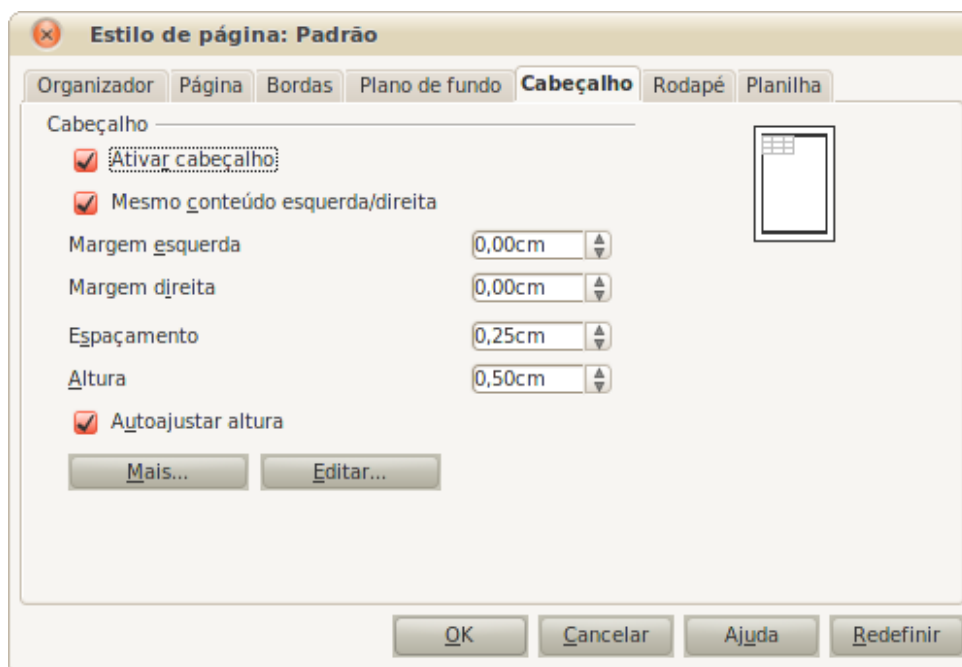 Estilo de página: Padrão
Organizador Página Bordas Plano de fundo Cabeçalho Rodapé Planilha
Cabeçalho
Ativar cabeçalho
Mesmo conteúdo esquerda/direita
Margem esquerda 0,00cm
Margem direita 0,00cm
Espaçamento 0,25cm
Altura 0,50cm
Autoajustar altura
Mais... Editar...
OK Cancelar Ajuda Redefinir